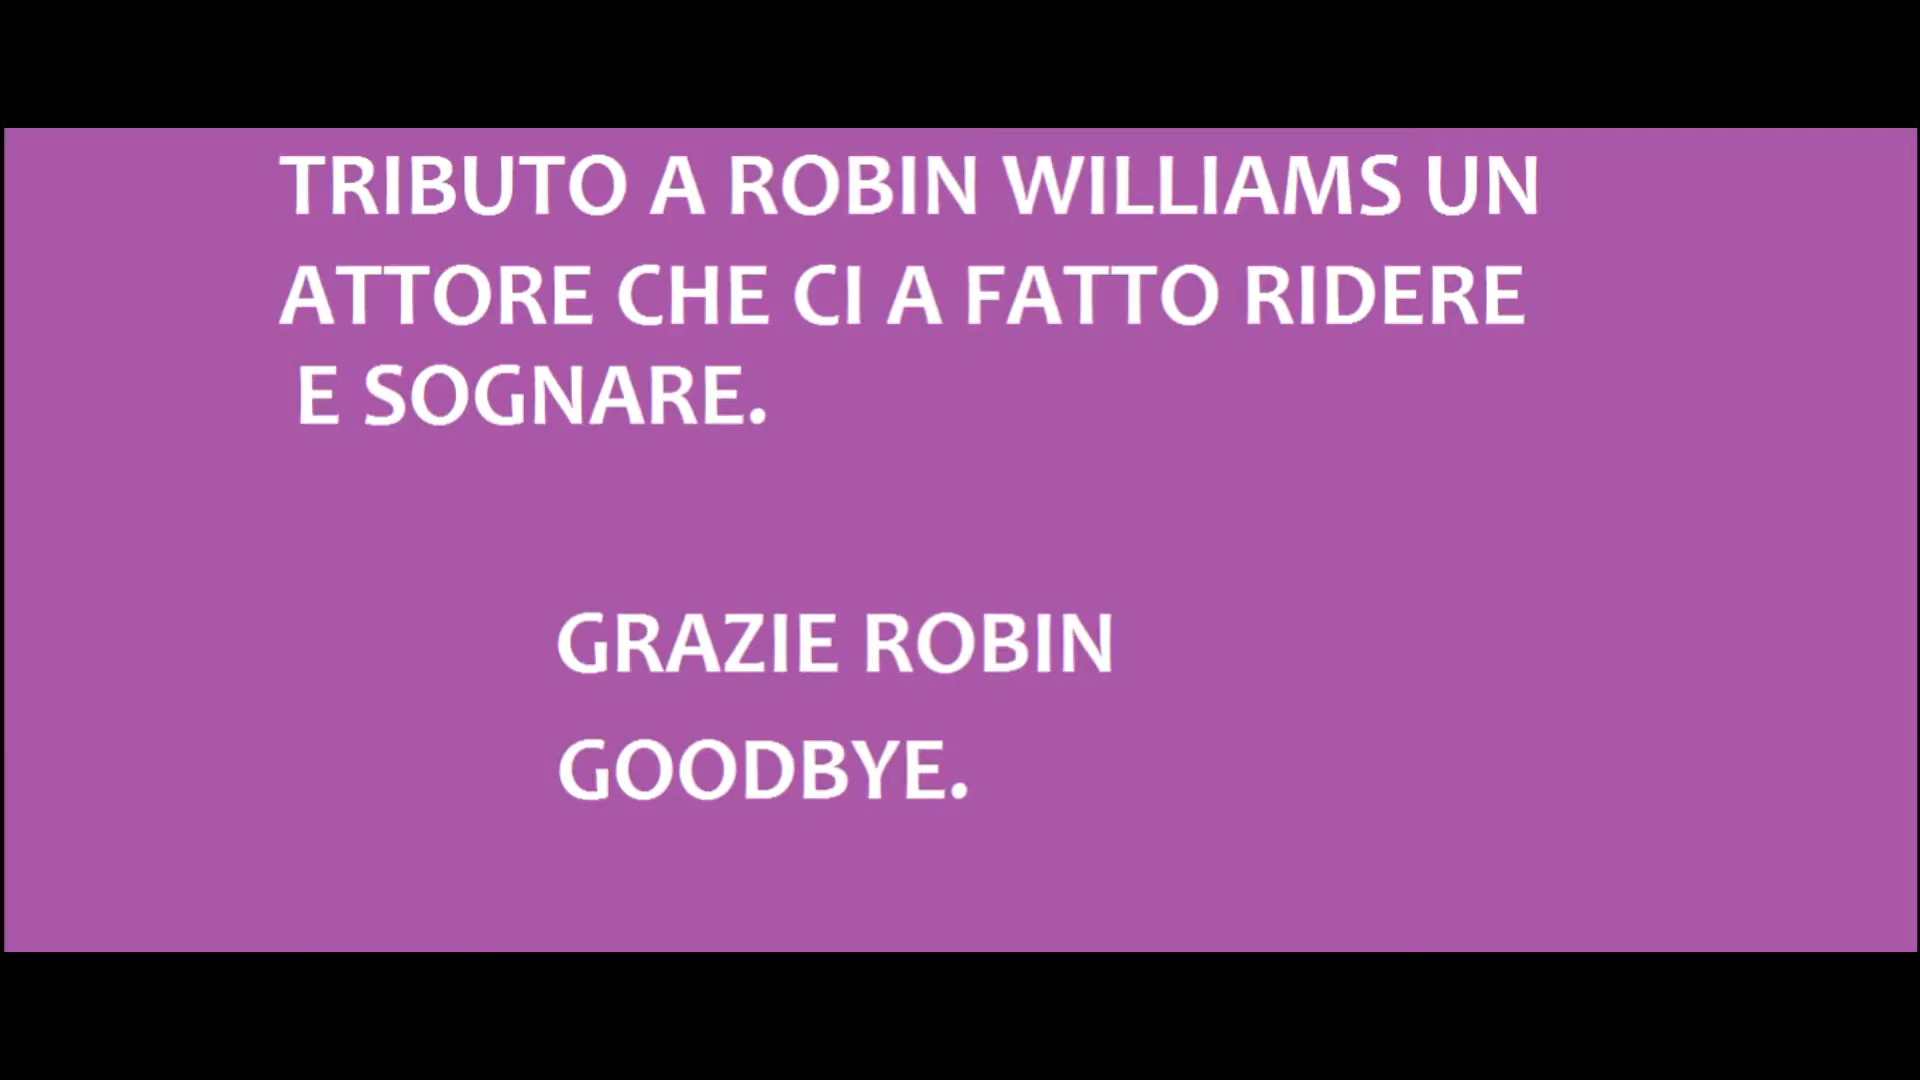 TRIBUTO A ROBIN WILLIAMS UN
ATTORE CHE CI A FATTO RIDERE
E SOGNARE.
GRAZIE ROBIN
GOODBYE.